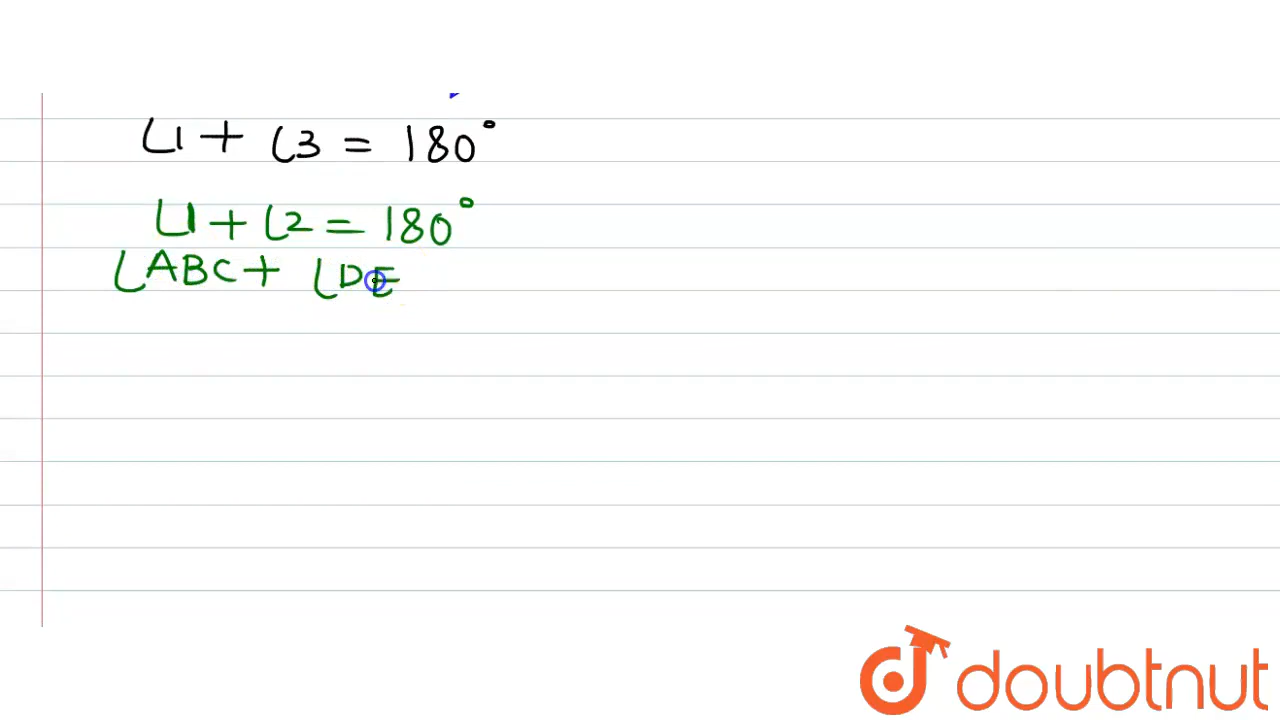 ∠1 + ∠3 = 180°
∠1 + ∠2 = 180°
∠ABC + ∠DE
doubtnut